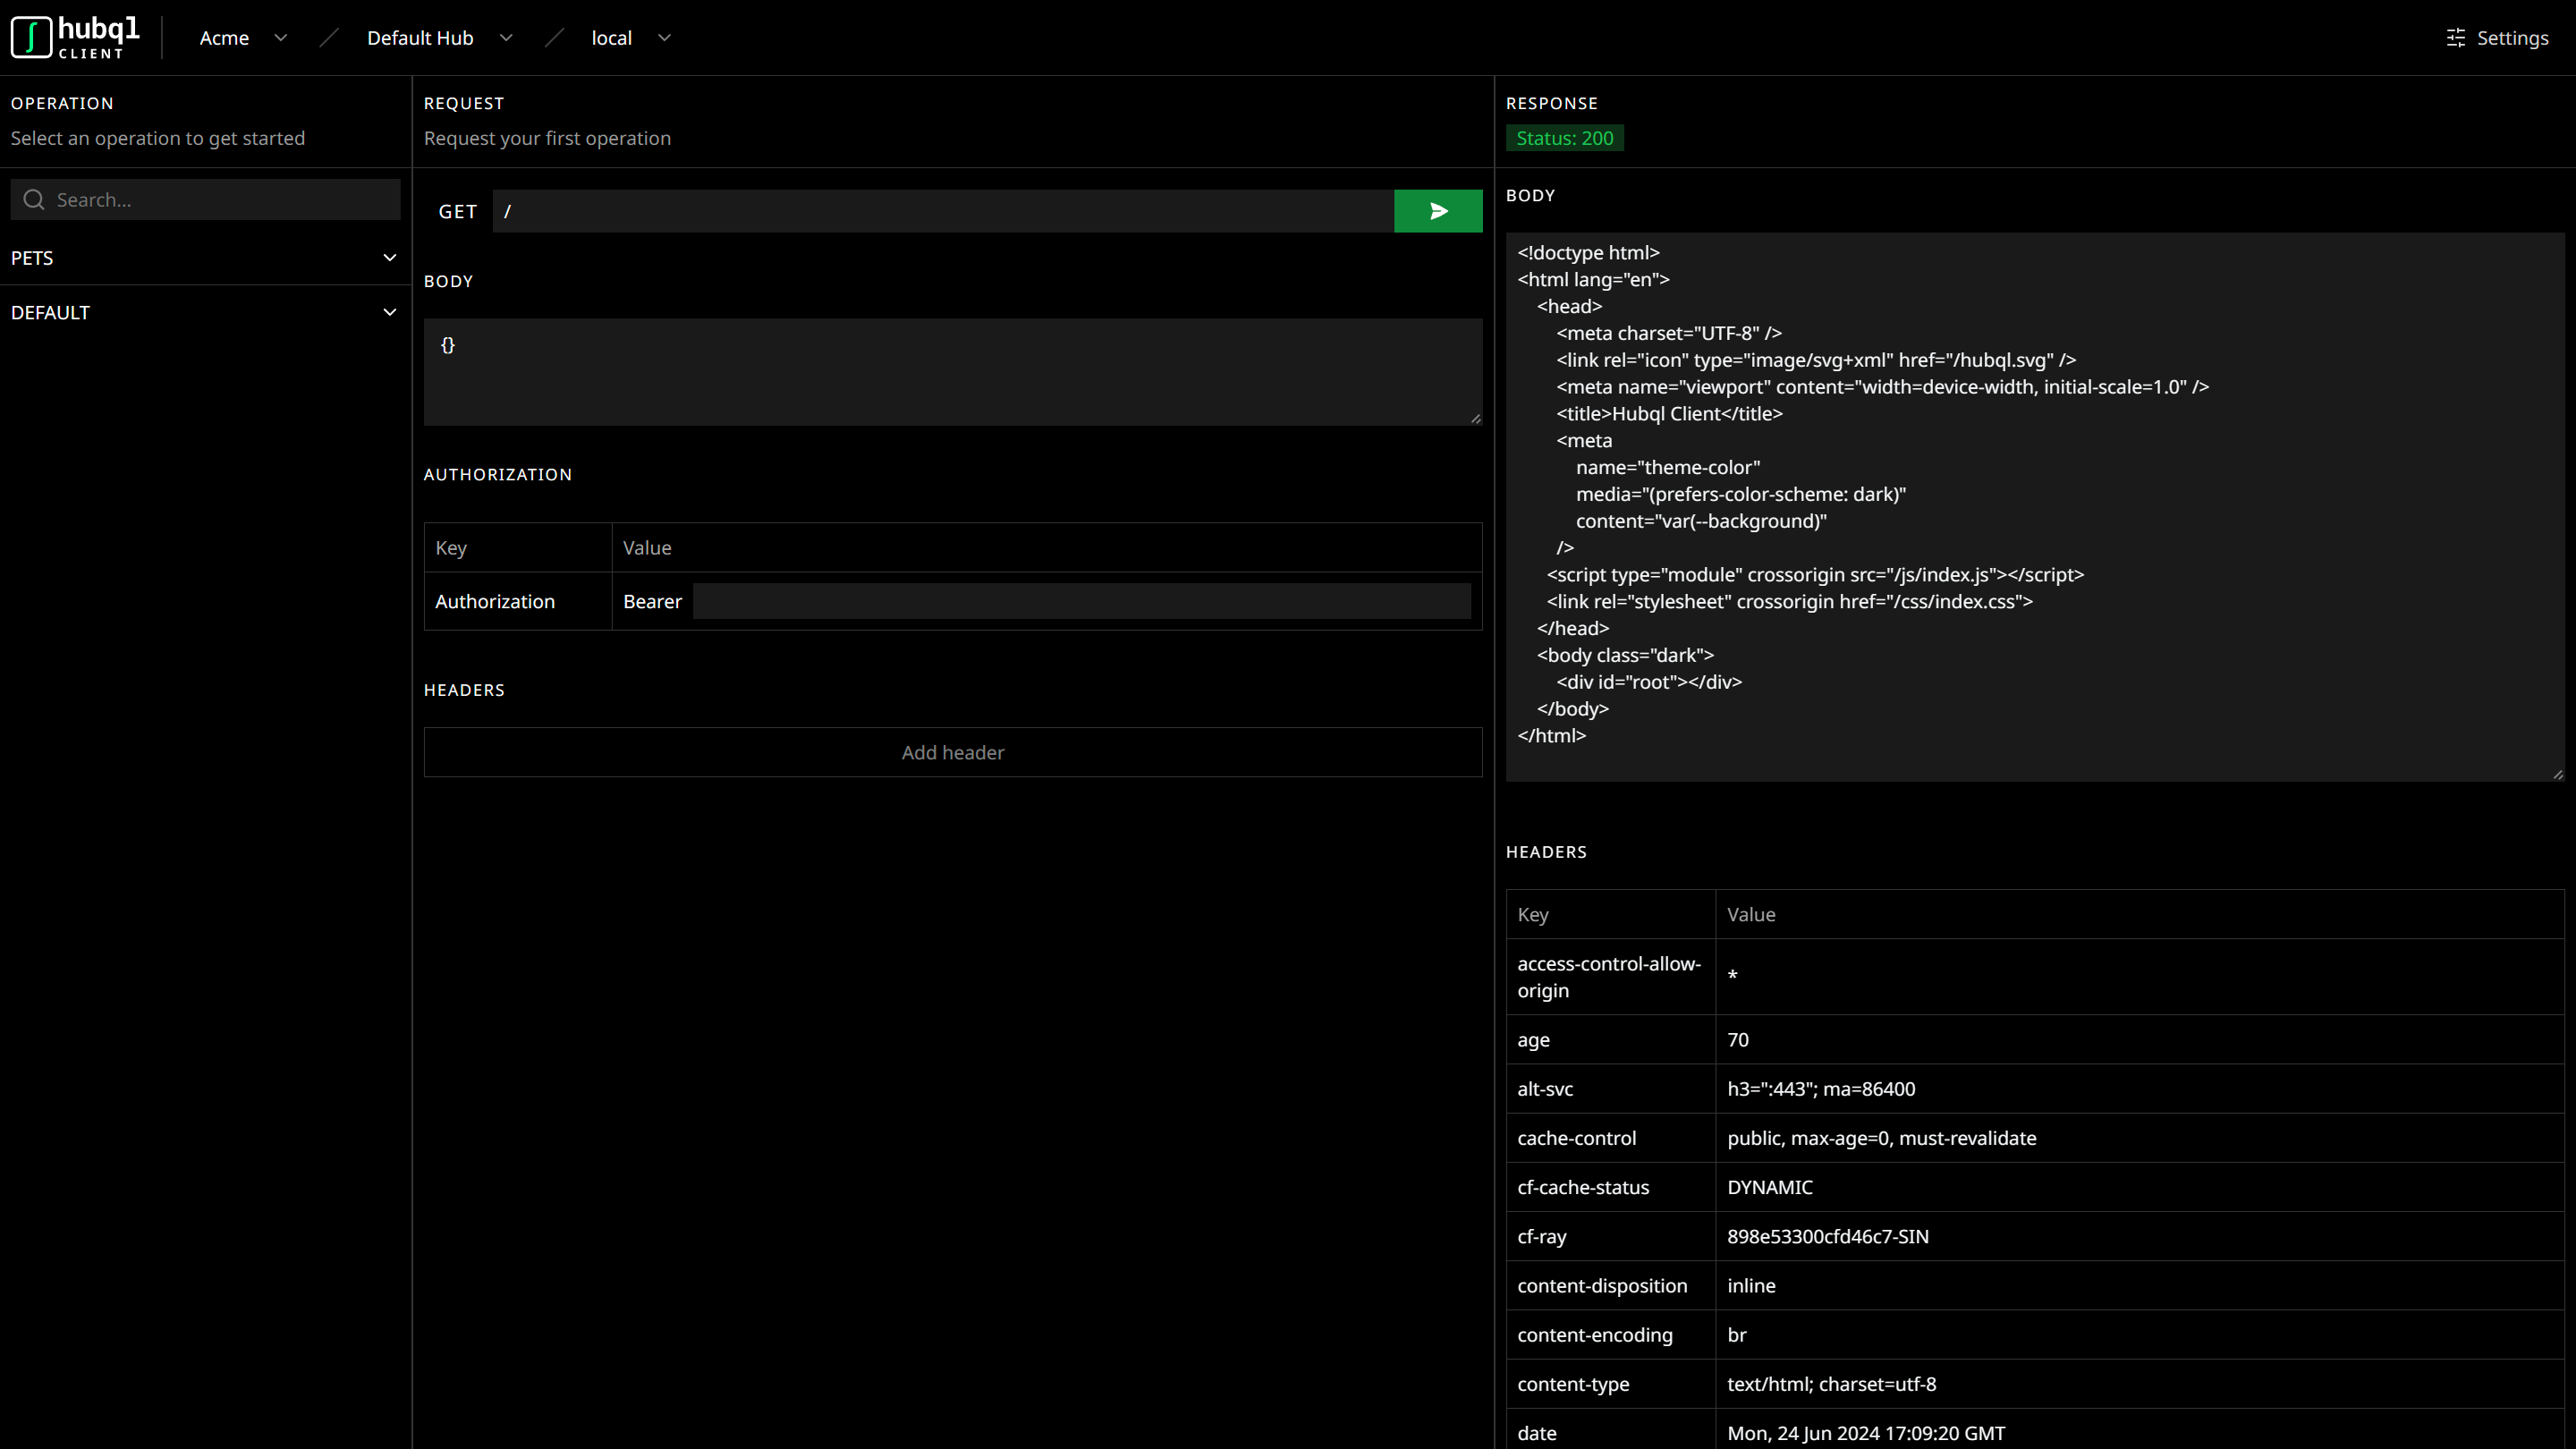 hubql
CLIENT
Acme
Default Hub
local
Settings
OPERATION
Select an operation to get started
Search...
PETS
DEFAULT
REQUEST
Request your first operation
GET
/
BODY
{}
AUTHORIZATION
Key Value
Authorization Bearer
HEADERS
Add header
RESPONSE
Status: 200
BODY
<!doctype html>
<html lang="en">
<head>
<meta charset="UTF-8" />
<link rel="icon" type="image/svg+xml" href="/hubql.svg" />
<meta name="viewport" content="width=device-width, initial-scale=1.0" />
<title>Hubql Client</title>
<meta
name="theme-color"
media="(prefers-color-scheme: dark)"
content="var(--background)"
/>
<script type="module" crossorigin src="/js/index.js"></script>
<link rel="stylesheet" crossorigin href="/css/index.css">
</head>
<body class="dark">
<div id="root"></div>
</body>
</html>
HEADERS
Key Value
access-control-allow-
origin
*
age 70
alt-svc h3=":443"; ma=86400
cache-control public, max-age=0, must-revalidate
cf-cache-status DYNAMIC
cf-ray 898e53300cfd46c7-SIN
content-disposition inline
content-encoding br
content-type text/html; charset=utf-8
date Mon, 24 Jun 2024 17:09:20 GMT